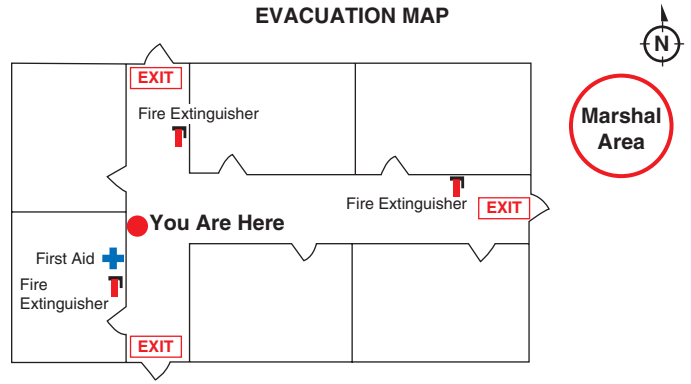 EVACUATION MAP
N
EXIT
Fire Extinguisher
Marshal
Area
Fire Extinguisher
EXIT
You Are Here
First Aid
Fire
Extinguisher
EXIT